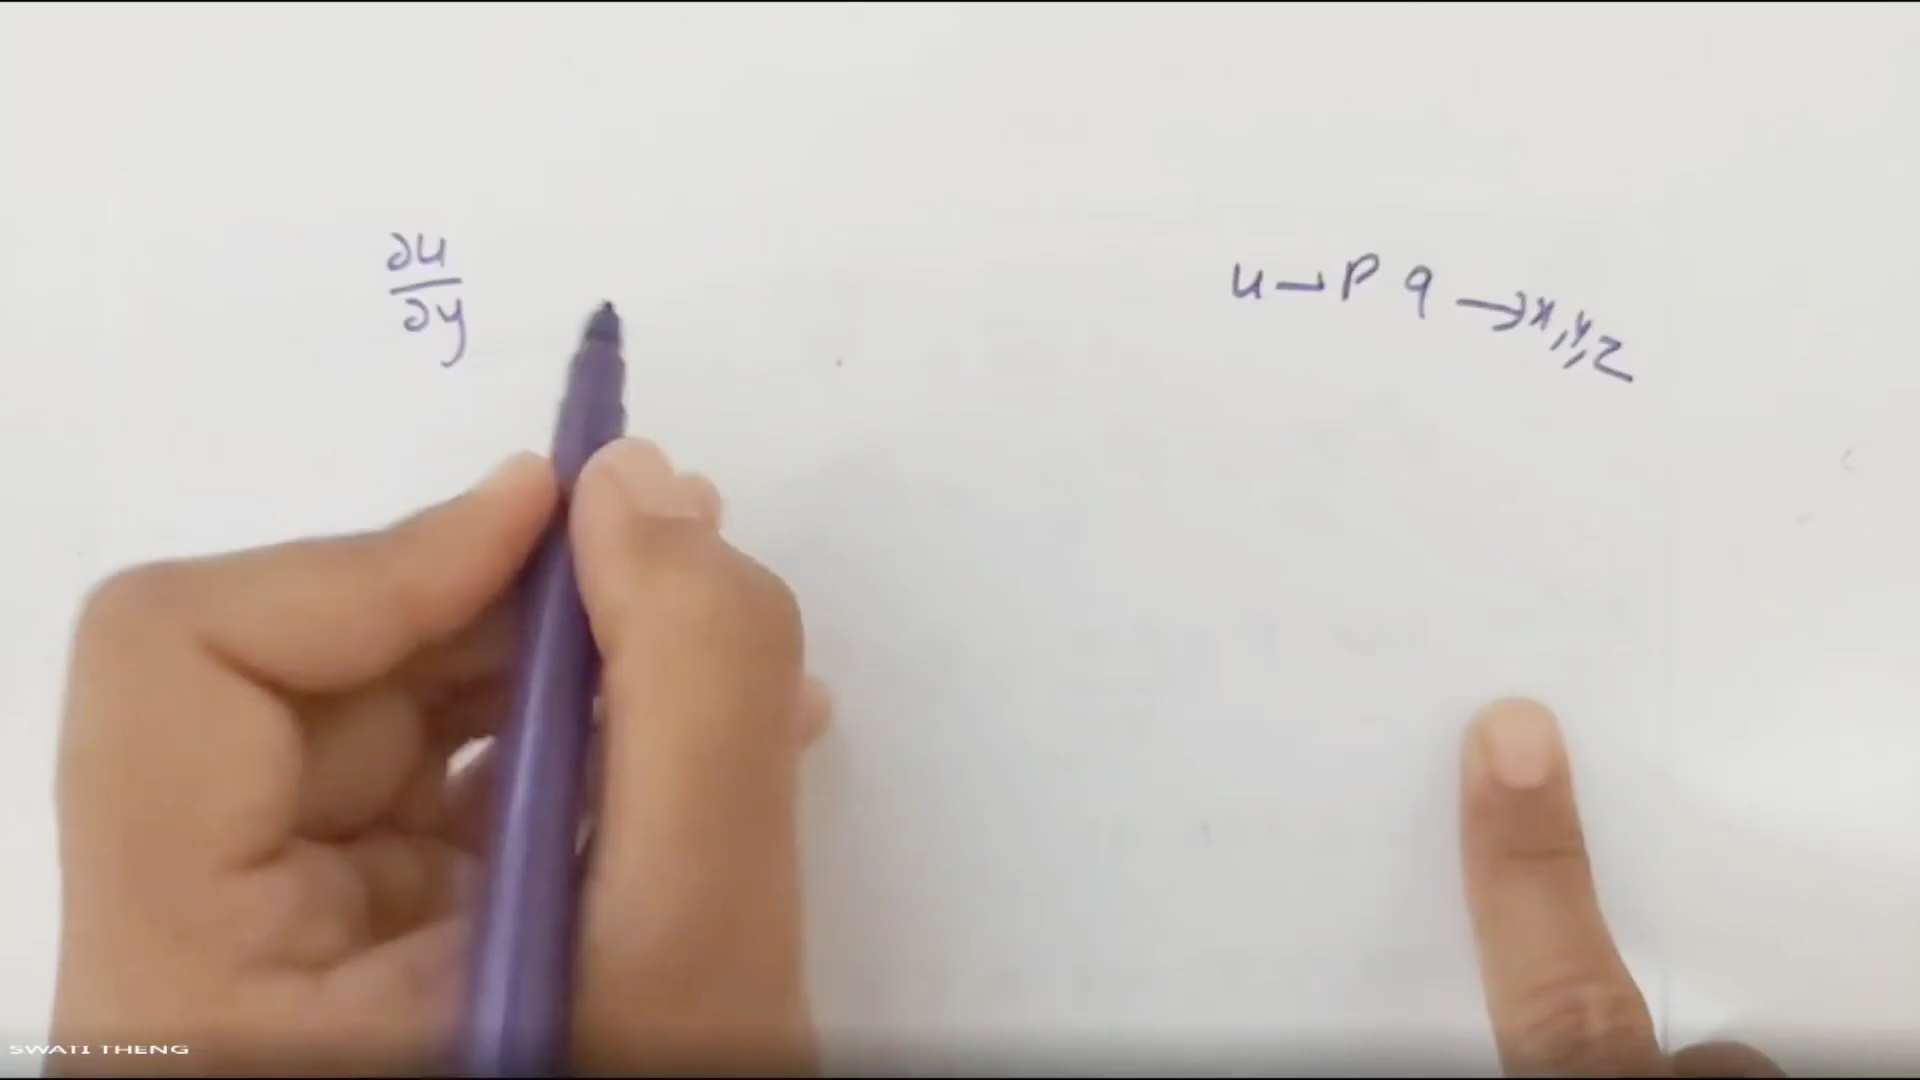 ∂u
∂y
u → P q → x, y, z
SWATI THENG